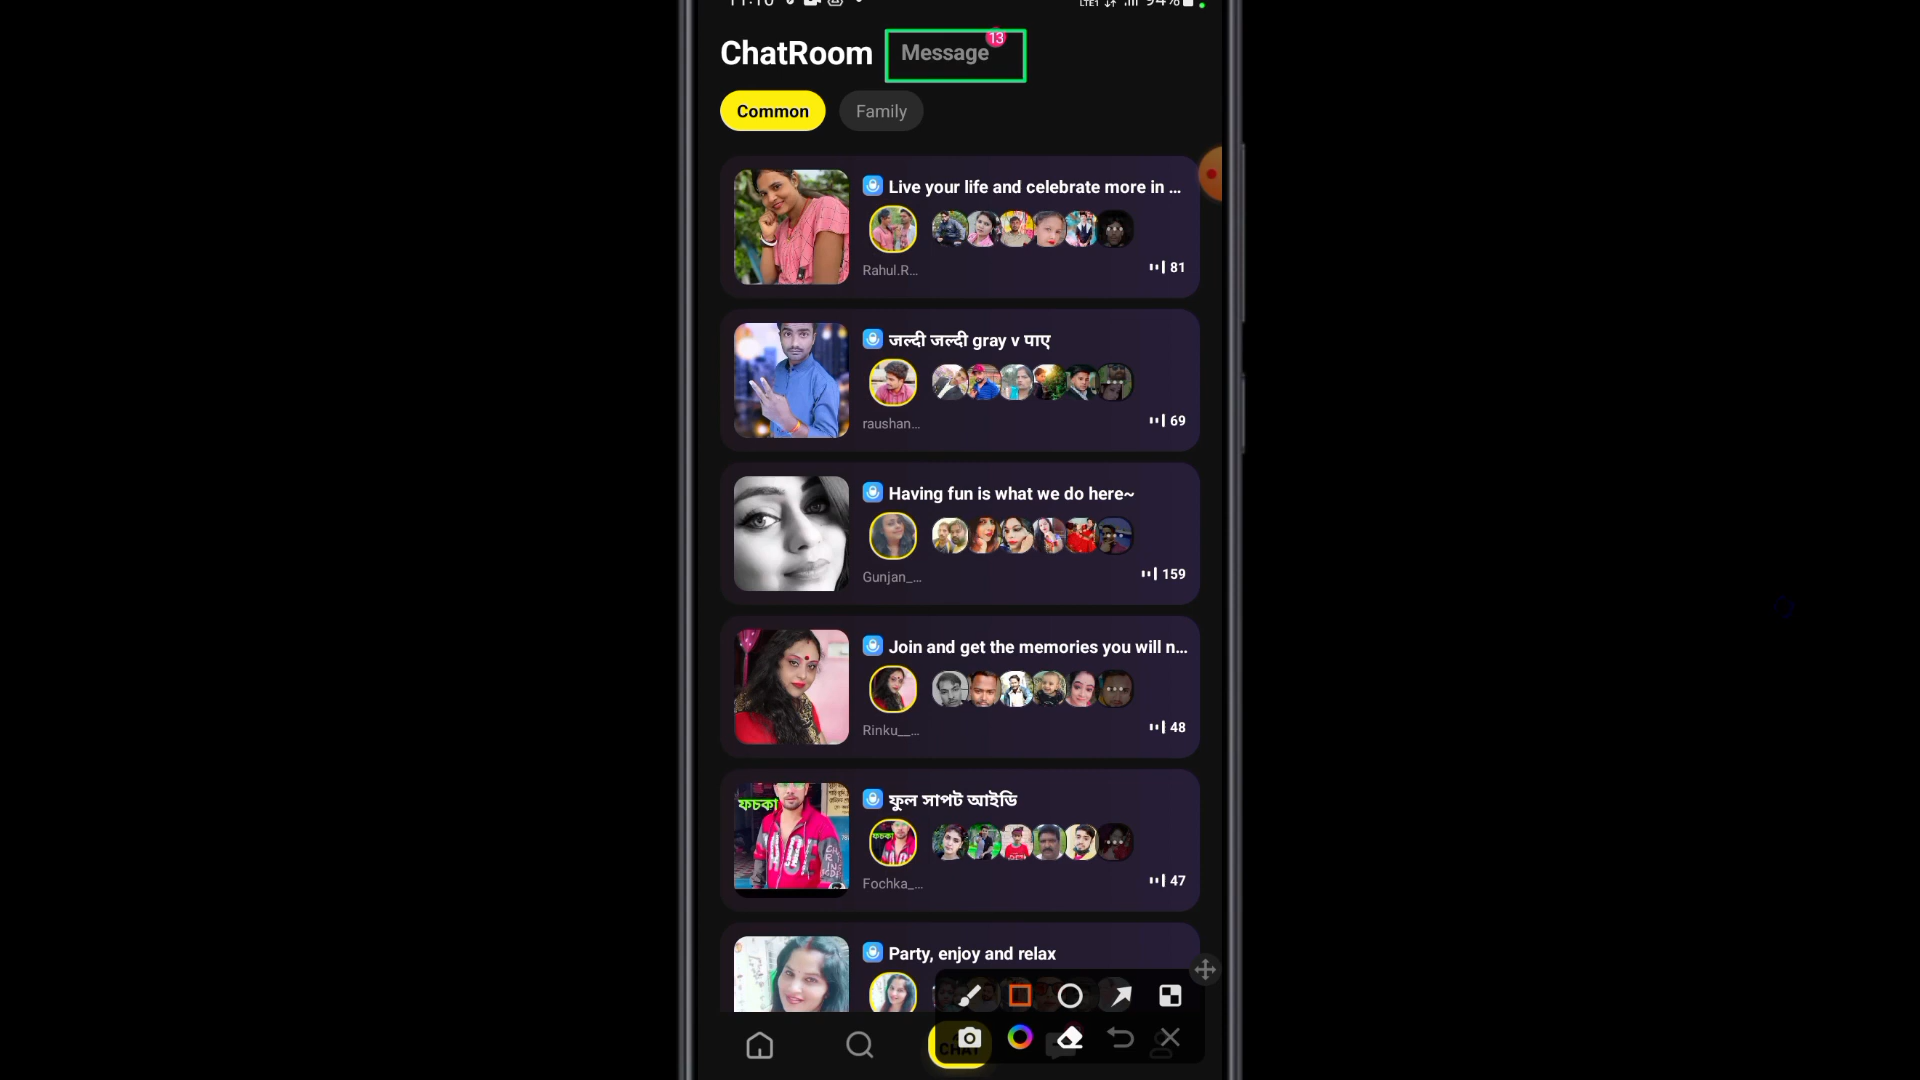 ChatRoom Message 13
Common Family
Live your life and celebrate more in ...
Rahul.R...
81
जल्दी जल्दी gray v पाए
raushan...
69
Having fun is what we do here~
Gunjan_...
159
Join and get the memories you will n...
Rinku__...
48
ফচকা
ফুল সাপট আইডি
Fochka_...
47
Party, enjoy and relax
CHAT